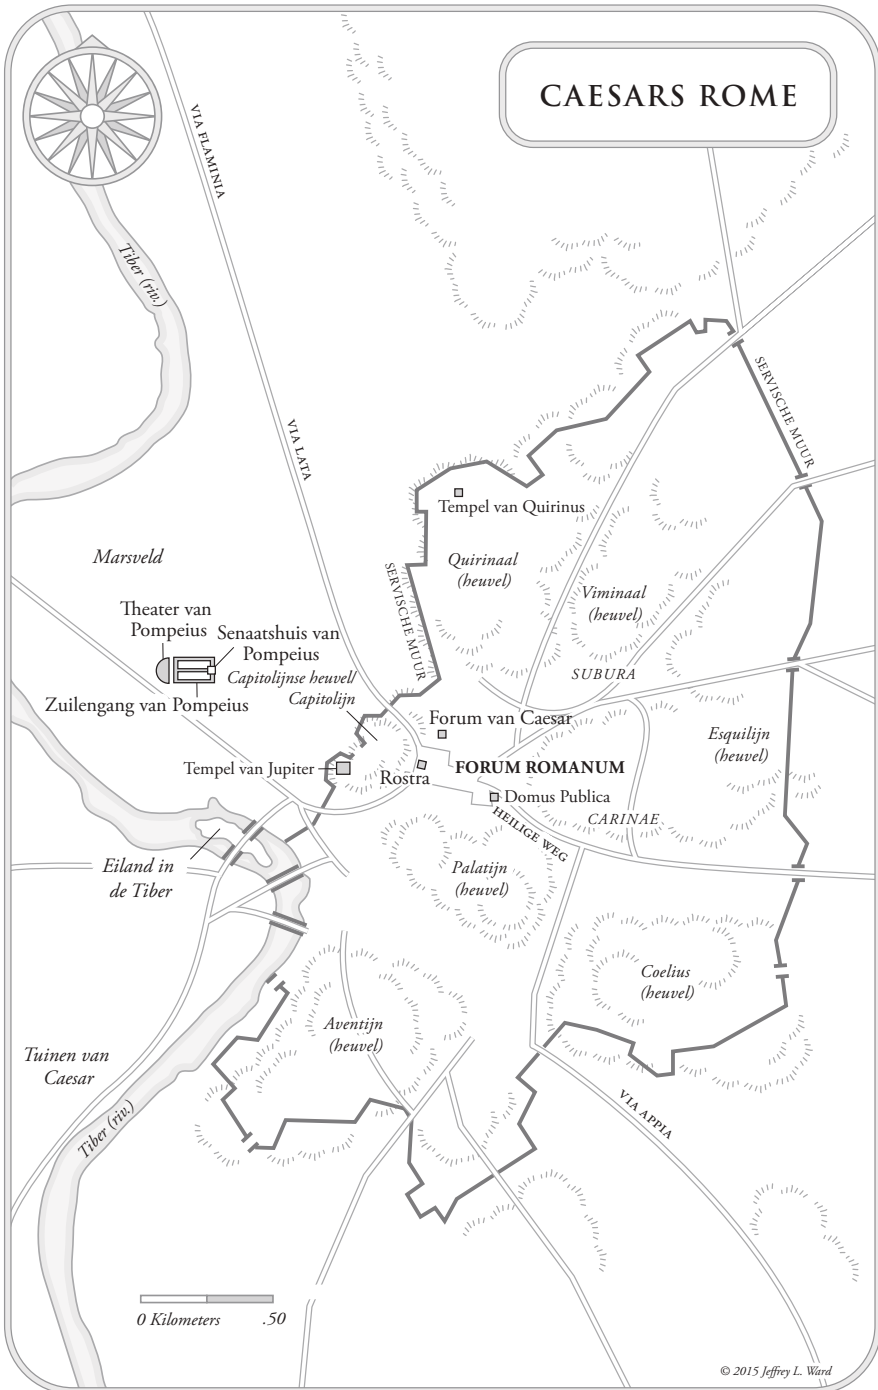 CAESARS ROME
VIA FLAMINIA
Tiber (riv.)
VIA LATA
SERVISCHE MUUR
Tempel van Quirinus
Marsveld
Quirinaal
(heuvel)
SERVISCHE MUUR
Viminaal
(heuvel)
Theater van
Pompeius
Senaatshuis van
Pompeius
Capitolijnse heuvel/
Capitolijn
SUBURA
Zuilengang van Pompeius
Forum van Caesar
Esquilijn
(heuvel)
Tempel van Jupiter
Rostra
FORUM ROMANUM
Domus Publica
HEILIGE WEG
CARINAE
Eiland in
de Tiber
Palatijn
(heuvel)
Coelius
(heuvel)
Aventijn
(heuvel)
Tuinen van
Caesar
Tiber (riv.)
VIA APPIA
0 Kilometers .50
© 2015 Jeffrey L. Ward